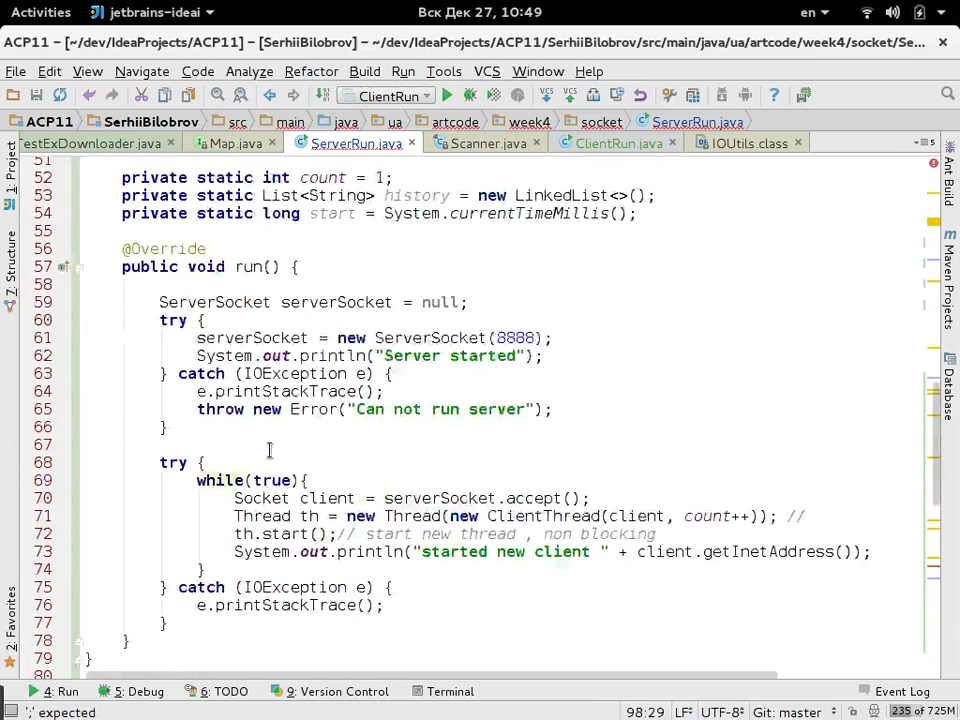 Activities jetbrains-ideai Вск Дек 27, 10:49 en
ACP11 – [~/dev/IdeaProjects/ACP11] – [SerhiiBilobrov] – ~/dev/IdeaProjects/ACP11/SerhiiBilobrov/src/main/java/ua/artcode/week4/socket/Se...
File Edit View Navigate Code Analyze Refactor Build Run Tools VCS Window Help
ClientRun
ACP11 SerhiiBilobrov src main java ua artcode week4 socket ServerRun.java
TestExDownloader.java Map.java ServerRun.java Scanner.java ClientRun.java IOUtils.class 5
51
52 private static int count = 1;
53 private static List<String> history = new LinkedList<>();
54 private static long start = System.currentTimeMillis();
55
56 @Override
57 public void run() {
58
59 ServerSocket serverSocket = null;
60 try {
61 serverSocket = new ServerSocket(8888);
62 System.out.println("Server started");
63 } catch (IOException e) {
64 e.printStackTrace();
65 throw new Error("Can not run server");
66 }
67
68 try {
69 while(true){
70 Socket client = serverSocket.accept();
71 Thread th = new Thread(new ClientThread(client, count++)); //
72 th.start();// start new thread , non blocking
73 System.out.println("started new client " + client.getInetAddress());
74 }
75 } catch (IOException e) {
76 e.printStackTrace();
77 }
78 }
79 }
80
1: Project
7: Structure
2: Favorites
Ant Build
Maven Projects
Database
4: Run 5: Debug 6: TODO 9: Version Control Terminal Event Log
';' expected 98:29 LF UTF-8 Git: master 235 of 725M